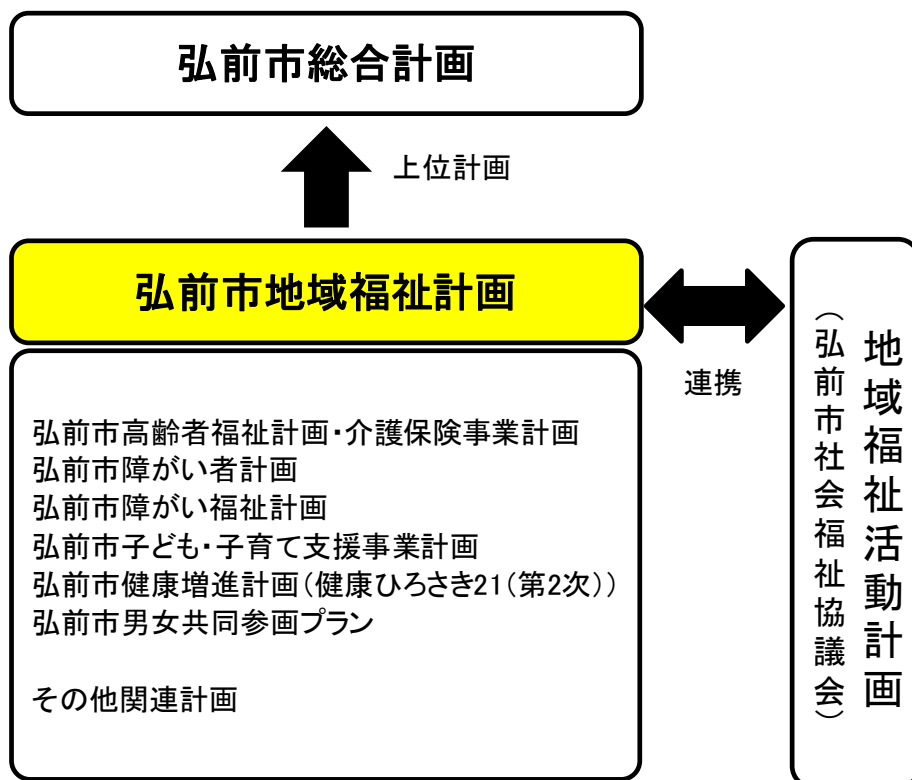 弘前市総合計画
上位計画
弘前市地域福祉計画
連携
弘前市高齢者福祉計画・介護保険事業計画
弘前市障がい者計画
弘前市障がい福祉計画
弘前市子ども・子育て支援事業計画
弘前市健康増進計画(健康ひろさき21(第2次))
弘前市男女共同参画プラン
その他関連計画
地域福祉活動計画
(弘前市社会福祉協議会)